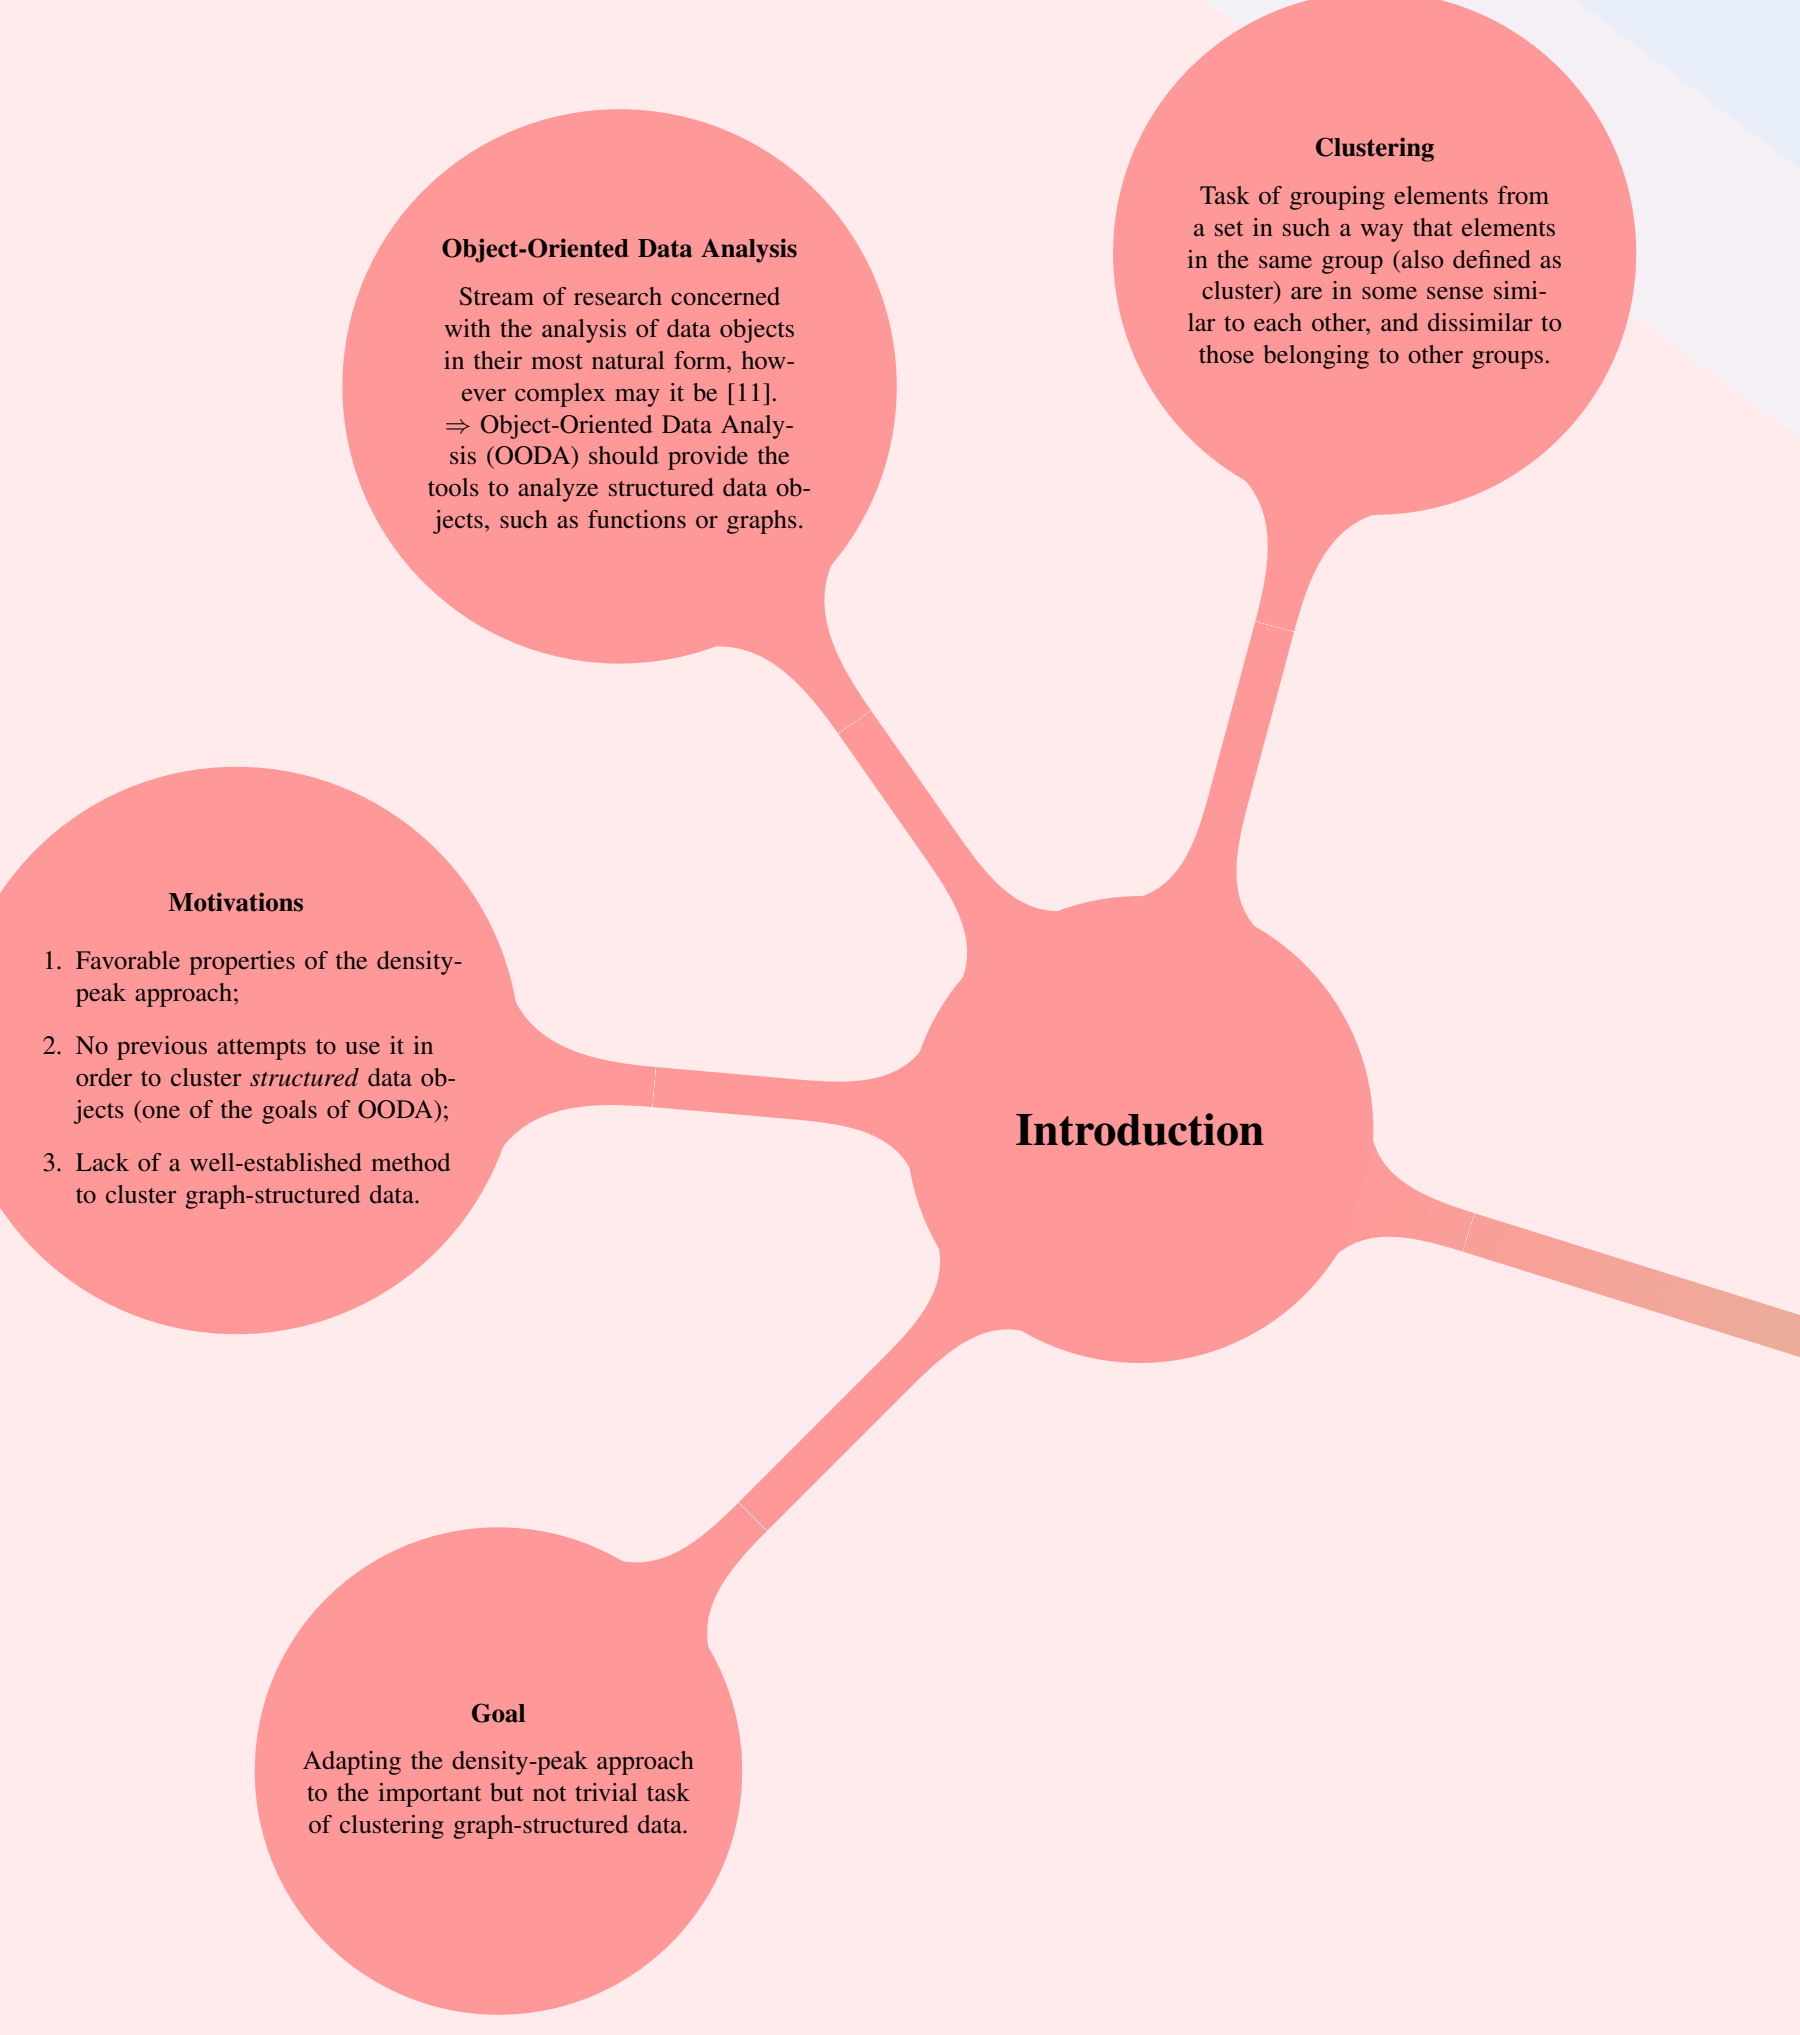 Clustering
Task of grouping elements from
a set in such a way that elements
in the same group (also defined as
cluster) are in some sense simi-
lar to each other, and dissimilar to
those belonging to other groups.
Object-Oriented Data Analysis
Stream of research concerned
with the analysis of data objects
in their most natural form, how-
ever complex may it be [11].
⇒ Object-Oriented Data Analy-
sis (OODA) should provide the
tools to analyze structured data ob-
jects, such as functions or graphs.
Motivations
1. Favorable properties of the density-
peak approach;
2. No previous attempts to use it in
order to cluster structured data ob-
jects (one of the goals of OODA);
3. Lack of a well-established method
to cluster graph-structured data.
Introduction
Goal
Adapting the density-peak approach
to the important but not trivial task
of clustering graph-structured data.